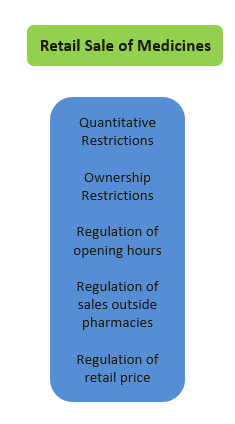 Retail Sale of Medicines
Quantitative
Restrictions
Ownership
Restrictions
Regulation of
opening hours
Regulation of
sales outside
pharmacies
Regulation of
retail price